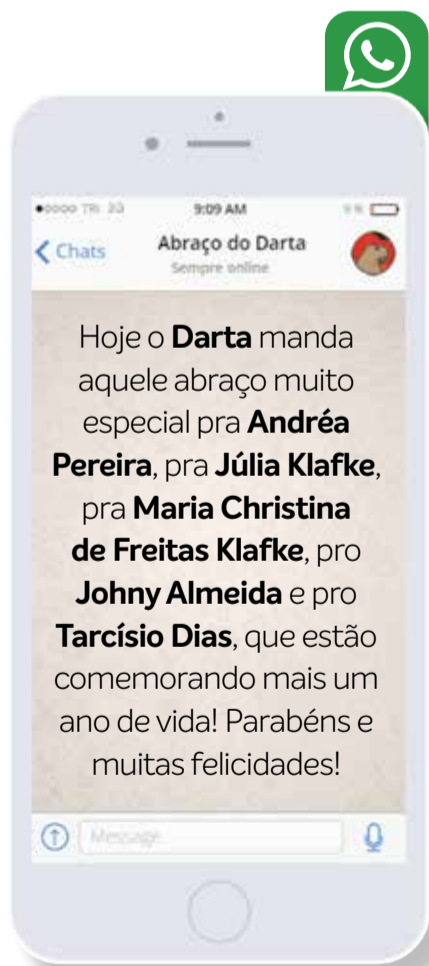 ●○○○○ TRI 3G 9:09 AM
Chats Abraço do Darta
Sempre online
Hoje o Darta manda
aquele abraço muito
especial pra Andréa
Pereira, pra Júlia Klafke,
pra Maria Christina
de Freitas Klafke, pro
Johny Almeida e pro
Tarcísio Dias, que estão
comemorando mais um
ano de vida! Parabéns e
muitas felicidades!
Message